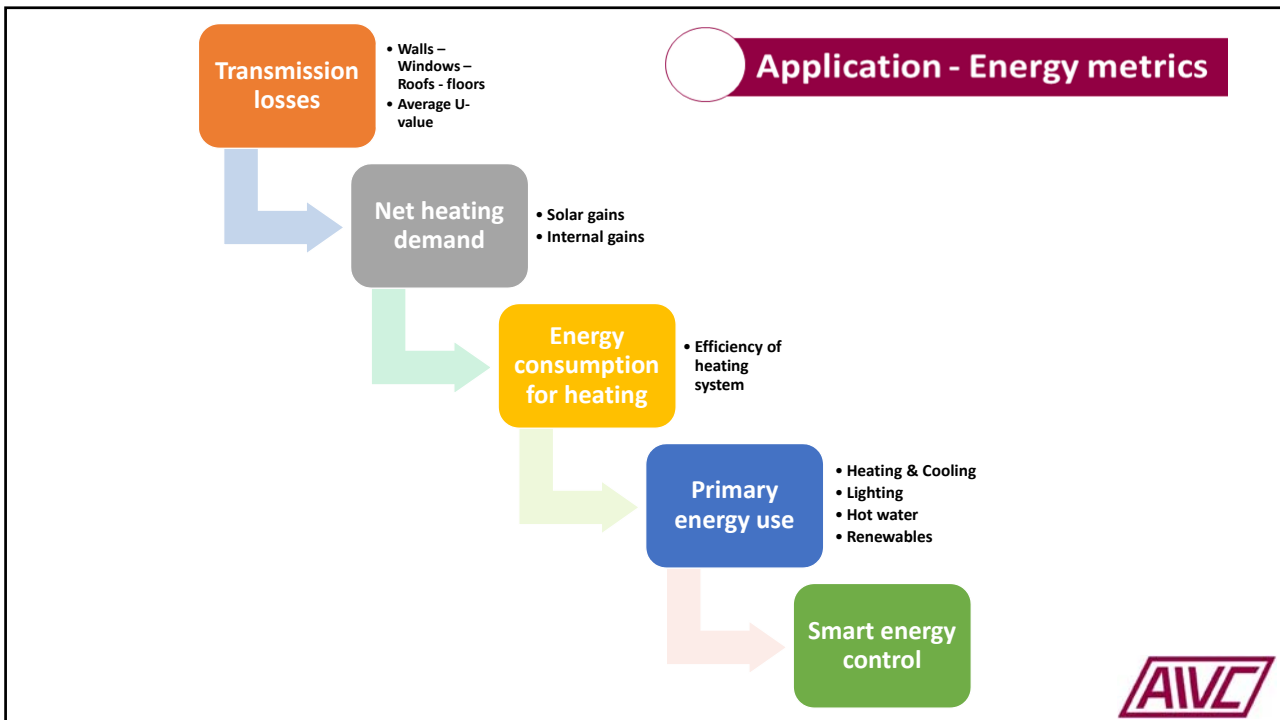 Application - Energy metrics
Transmission
losses
• Walls –
Windows –
Roofs - floors
• Average U-
value
Net heating
demand
• Solar gains
• Internal gains
Energy
consumption
for heating
• Efficiency of
heating
system
Primary
energy use
• Heating & Cooling
• Lighting
• Hot water
• Renewables
Smart energy
control
AIVC